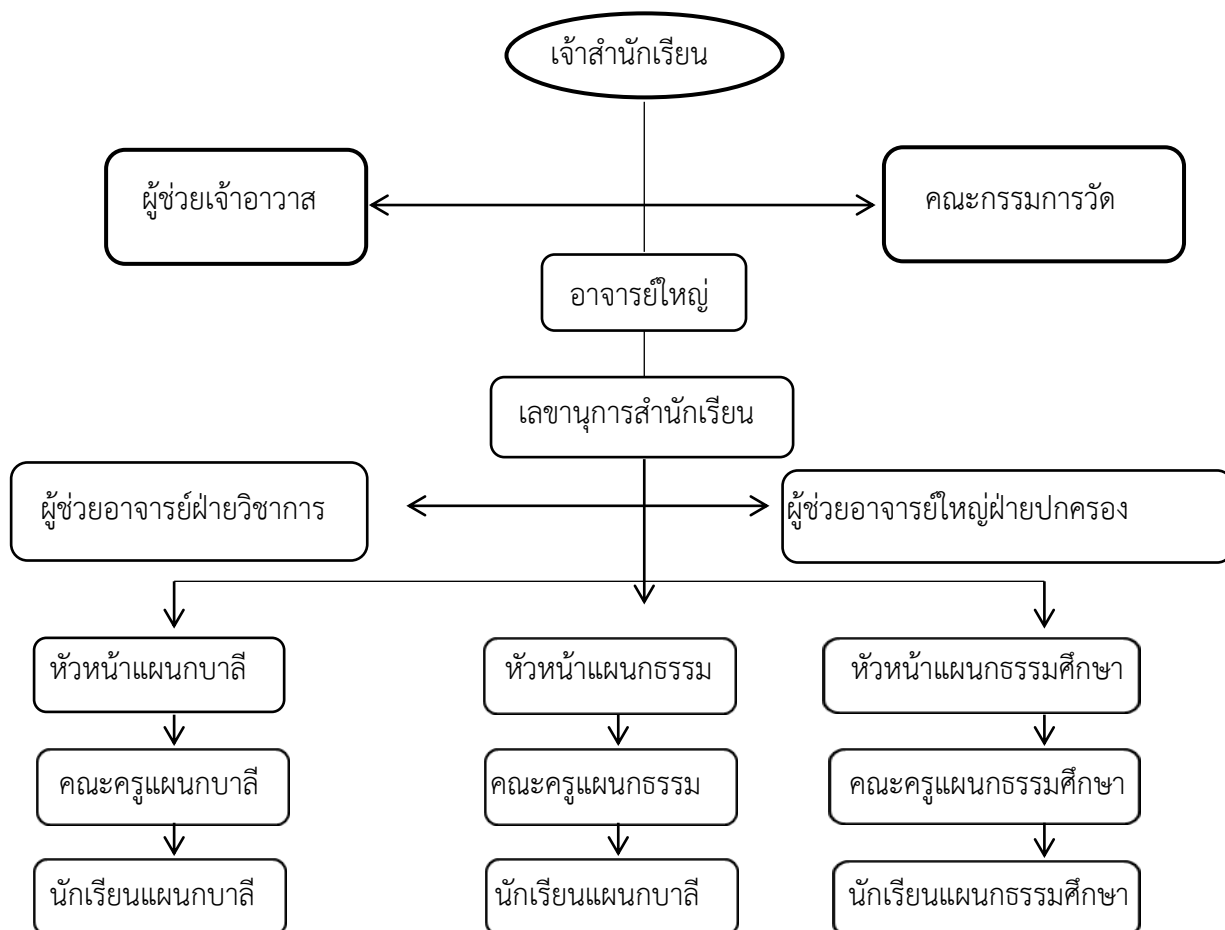 เจ้าสำนักเรียน
ผู้ช่วยเจ้าอาวาส
คณะกรรมการวัด
อาจารย์ใหญ่
เลขานุการสำนักเรียน
ผู้ช่วยอาจารย์ฝ่ายวิชาการ
ผู้ช่วยอาจารย์ใหญ่ฝ่ายปกครอง
หัวหน้าแผนกบาลี
หัวหน้าแผนกธรรม
หัวหน้าแผนกธรรมศึกษา
คณะครูแผนกบาลี
คณะครูแผนกธรรม
คณะครูแผนกธรรมศึกษา
นักเรียนแผนกบาลี
นักเรียนแผนกบาลี
นักเรียนแผนกธรรมศึกษา